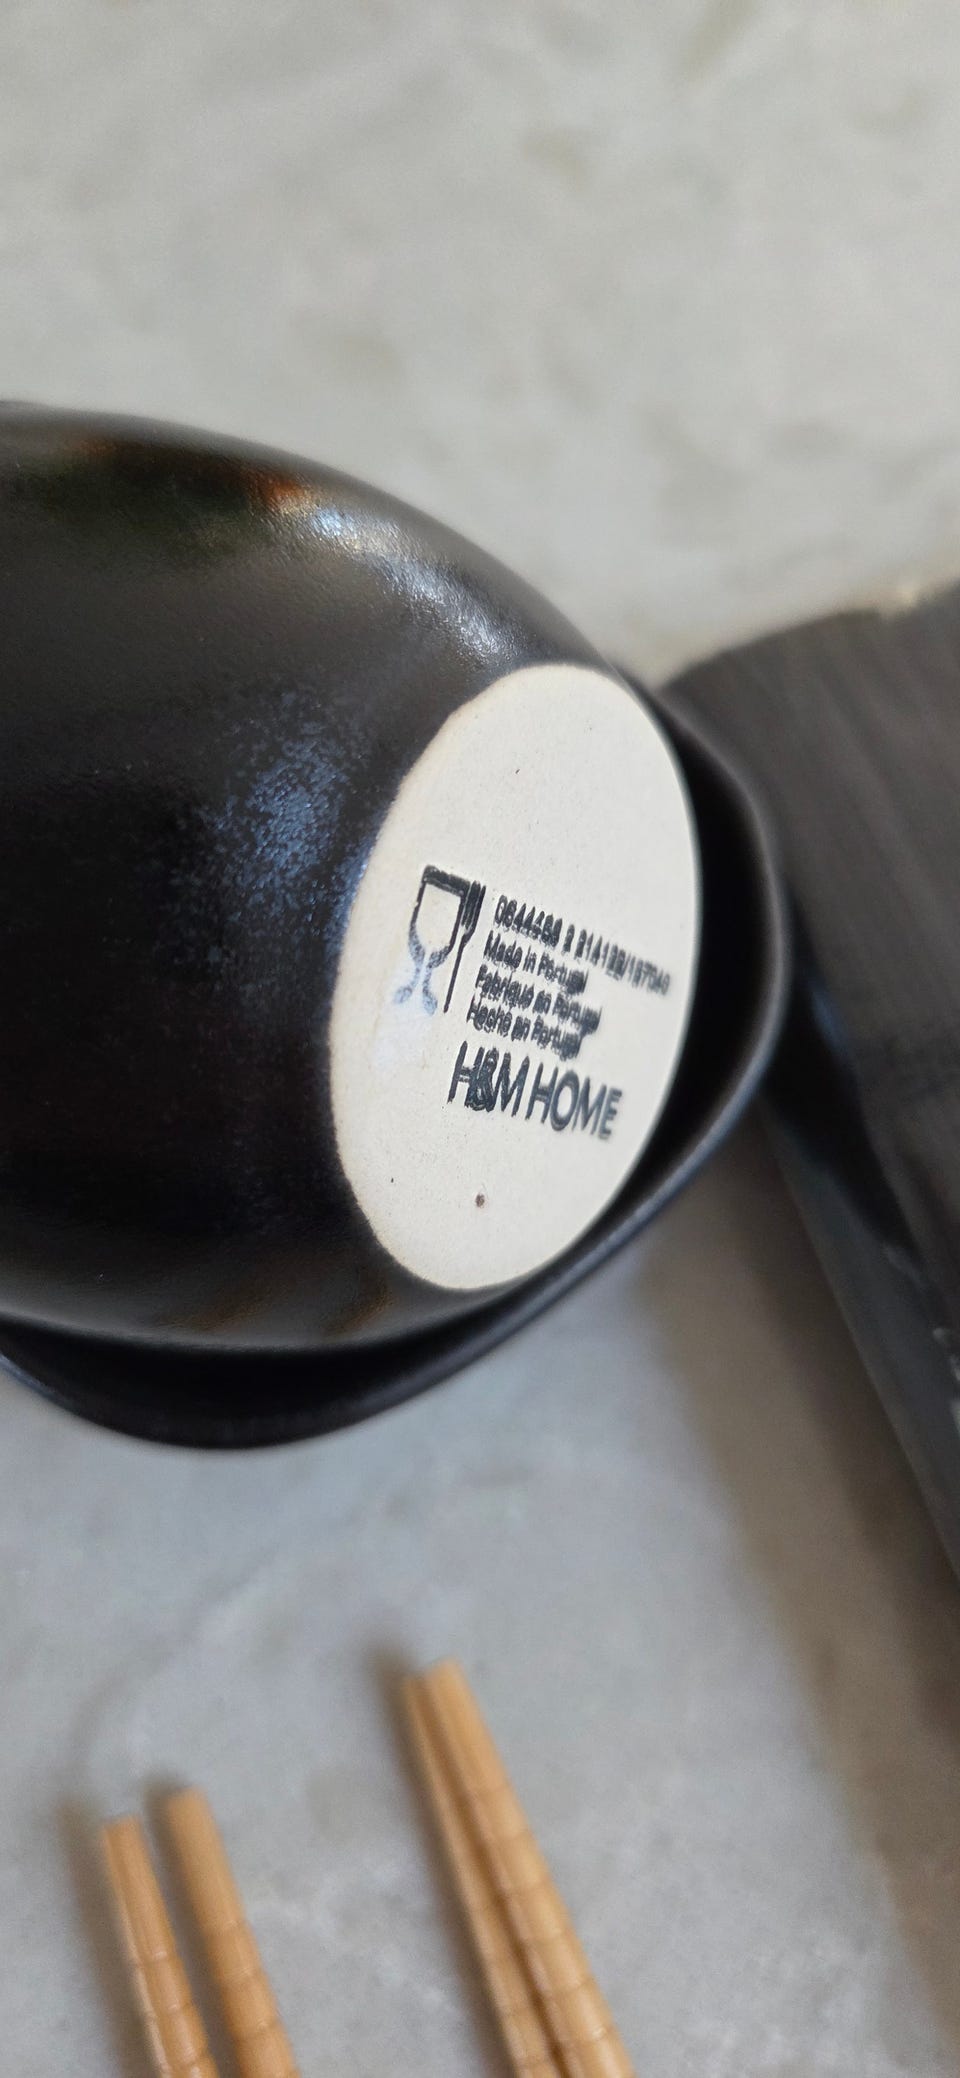 Made in Portugal
Fabriqué en Portugal
Hecho en Portugal
H&M HOME